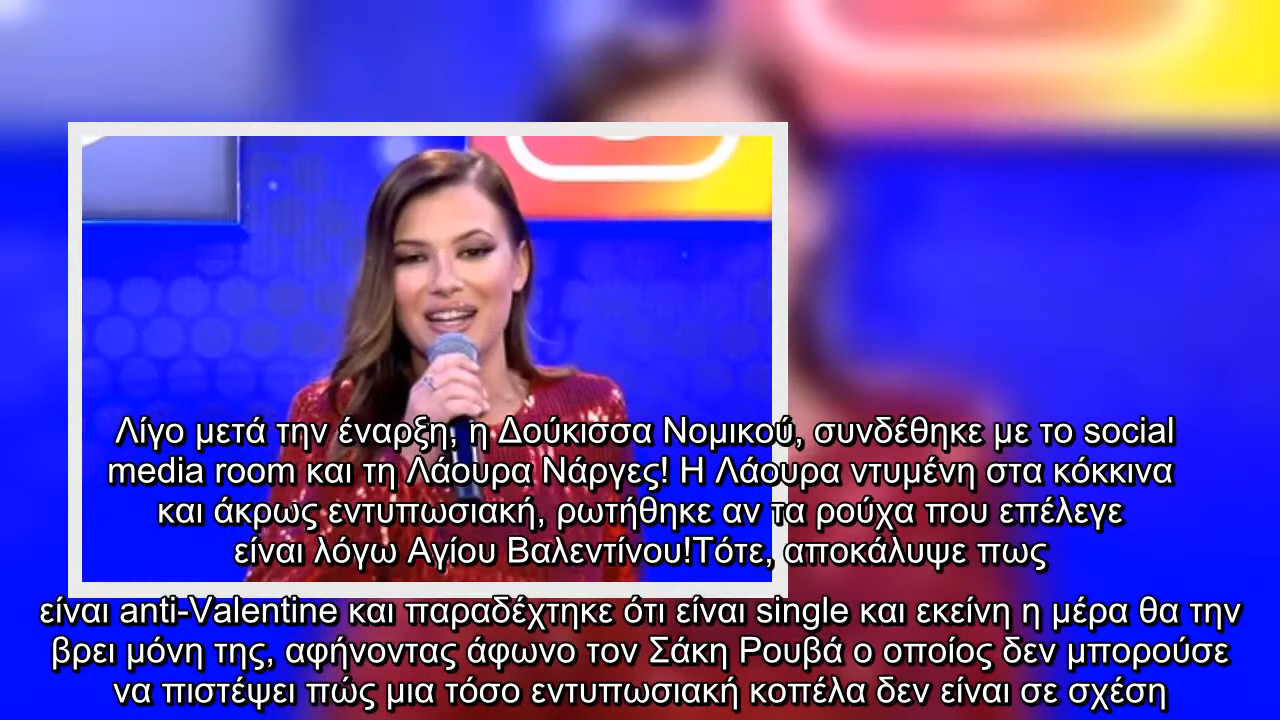 Λίγο μετά την έναρξη, η Δούκισσα Νομικού, συνδέθηκε με το social
media room και τη Λάουρα Νάργες! Η Λάουρα ντυμένη στα κόκκινα
και άκρως εντυπωσιακή, ρωτήθηκε αν τα ρούχα που επέλεγε
είναι λόγω Αγίου Βαλεντίνου!Τότε, αποκάλυψε πως
είναι anti-Valentine και παραδέχτηκε ότι είναι single και εκείνη η μέρα θα την
βρει μόνη της, αφήνοντας άφωνο τον Σάκη Ρουβά ο οποίος δεν μπορούσε
να πιστέψει πώς μια τόσο εντυπωσιακή κοπέλα δεν είναι σε σχέση